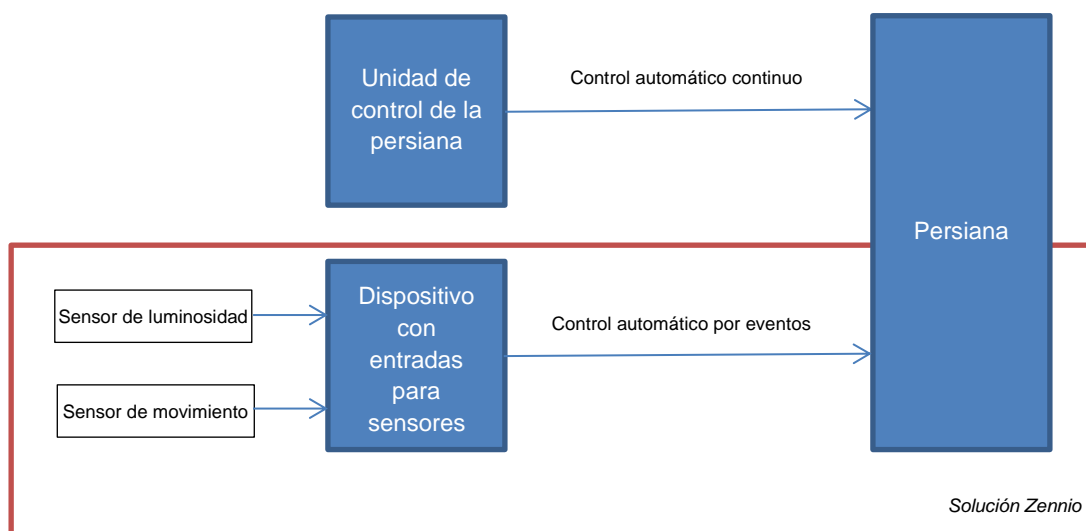 Unidad de
control de la
persiana
Control automático continuo
Persiana
Sensor de luminosidad
Sensor de movimiento
Dispositivo
con
entradas
para
sensores
Control automático por eventos
Solución Zennio